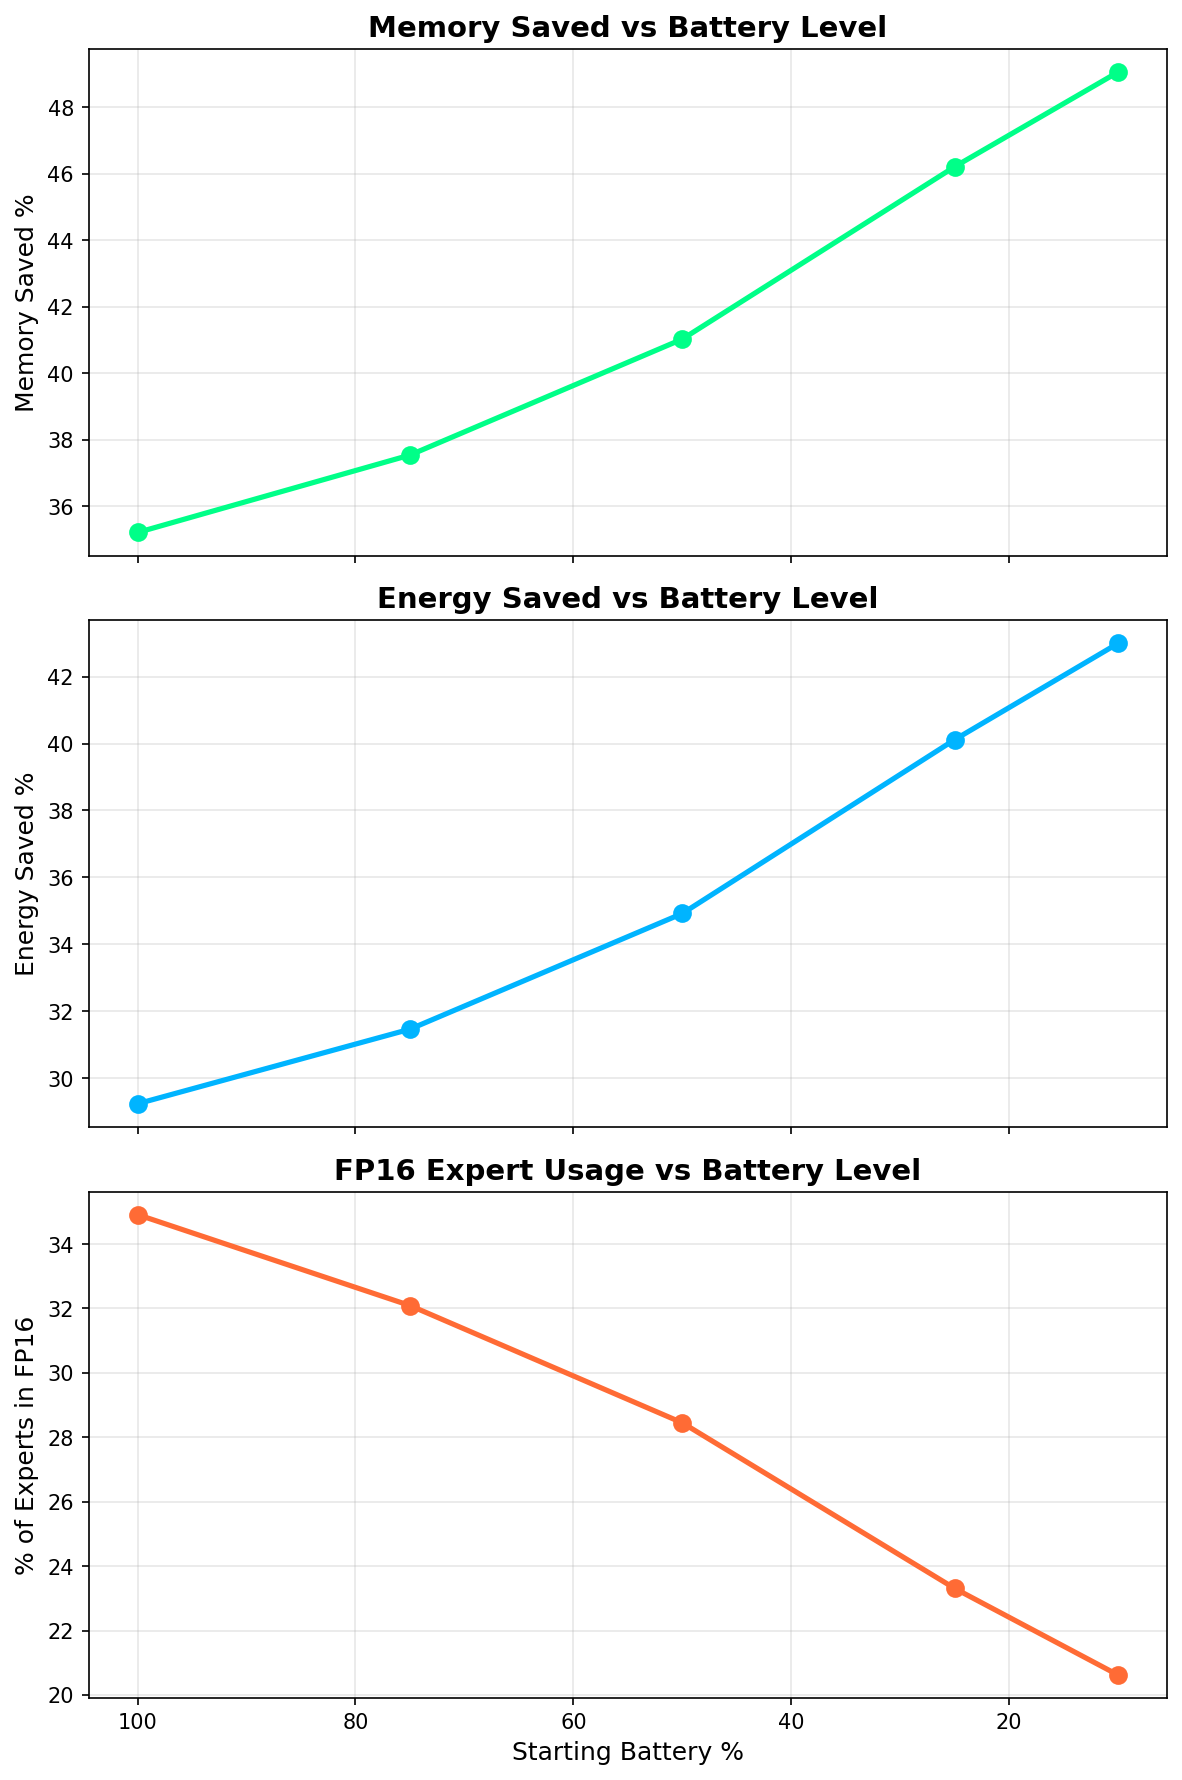 Memory Saved vs Battery Level
Memory Saved %
48
46
44
42
40
38
36
Energy Saved vs Battery Level
Energy Saved %
42
40
38
36
34
32
30
FP16 Expert Usage vs Battery Level
% of Experts in FP16
34
32
30
28
26
24
22
20
100 80 60 40 20
Starting Battery %